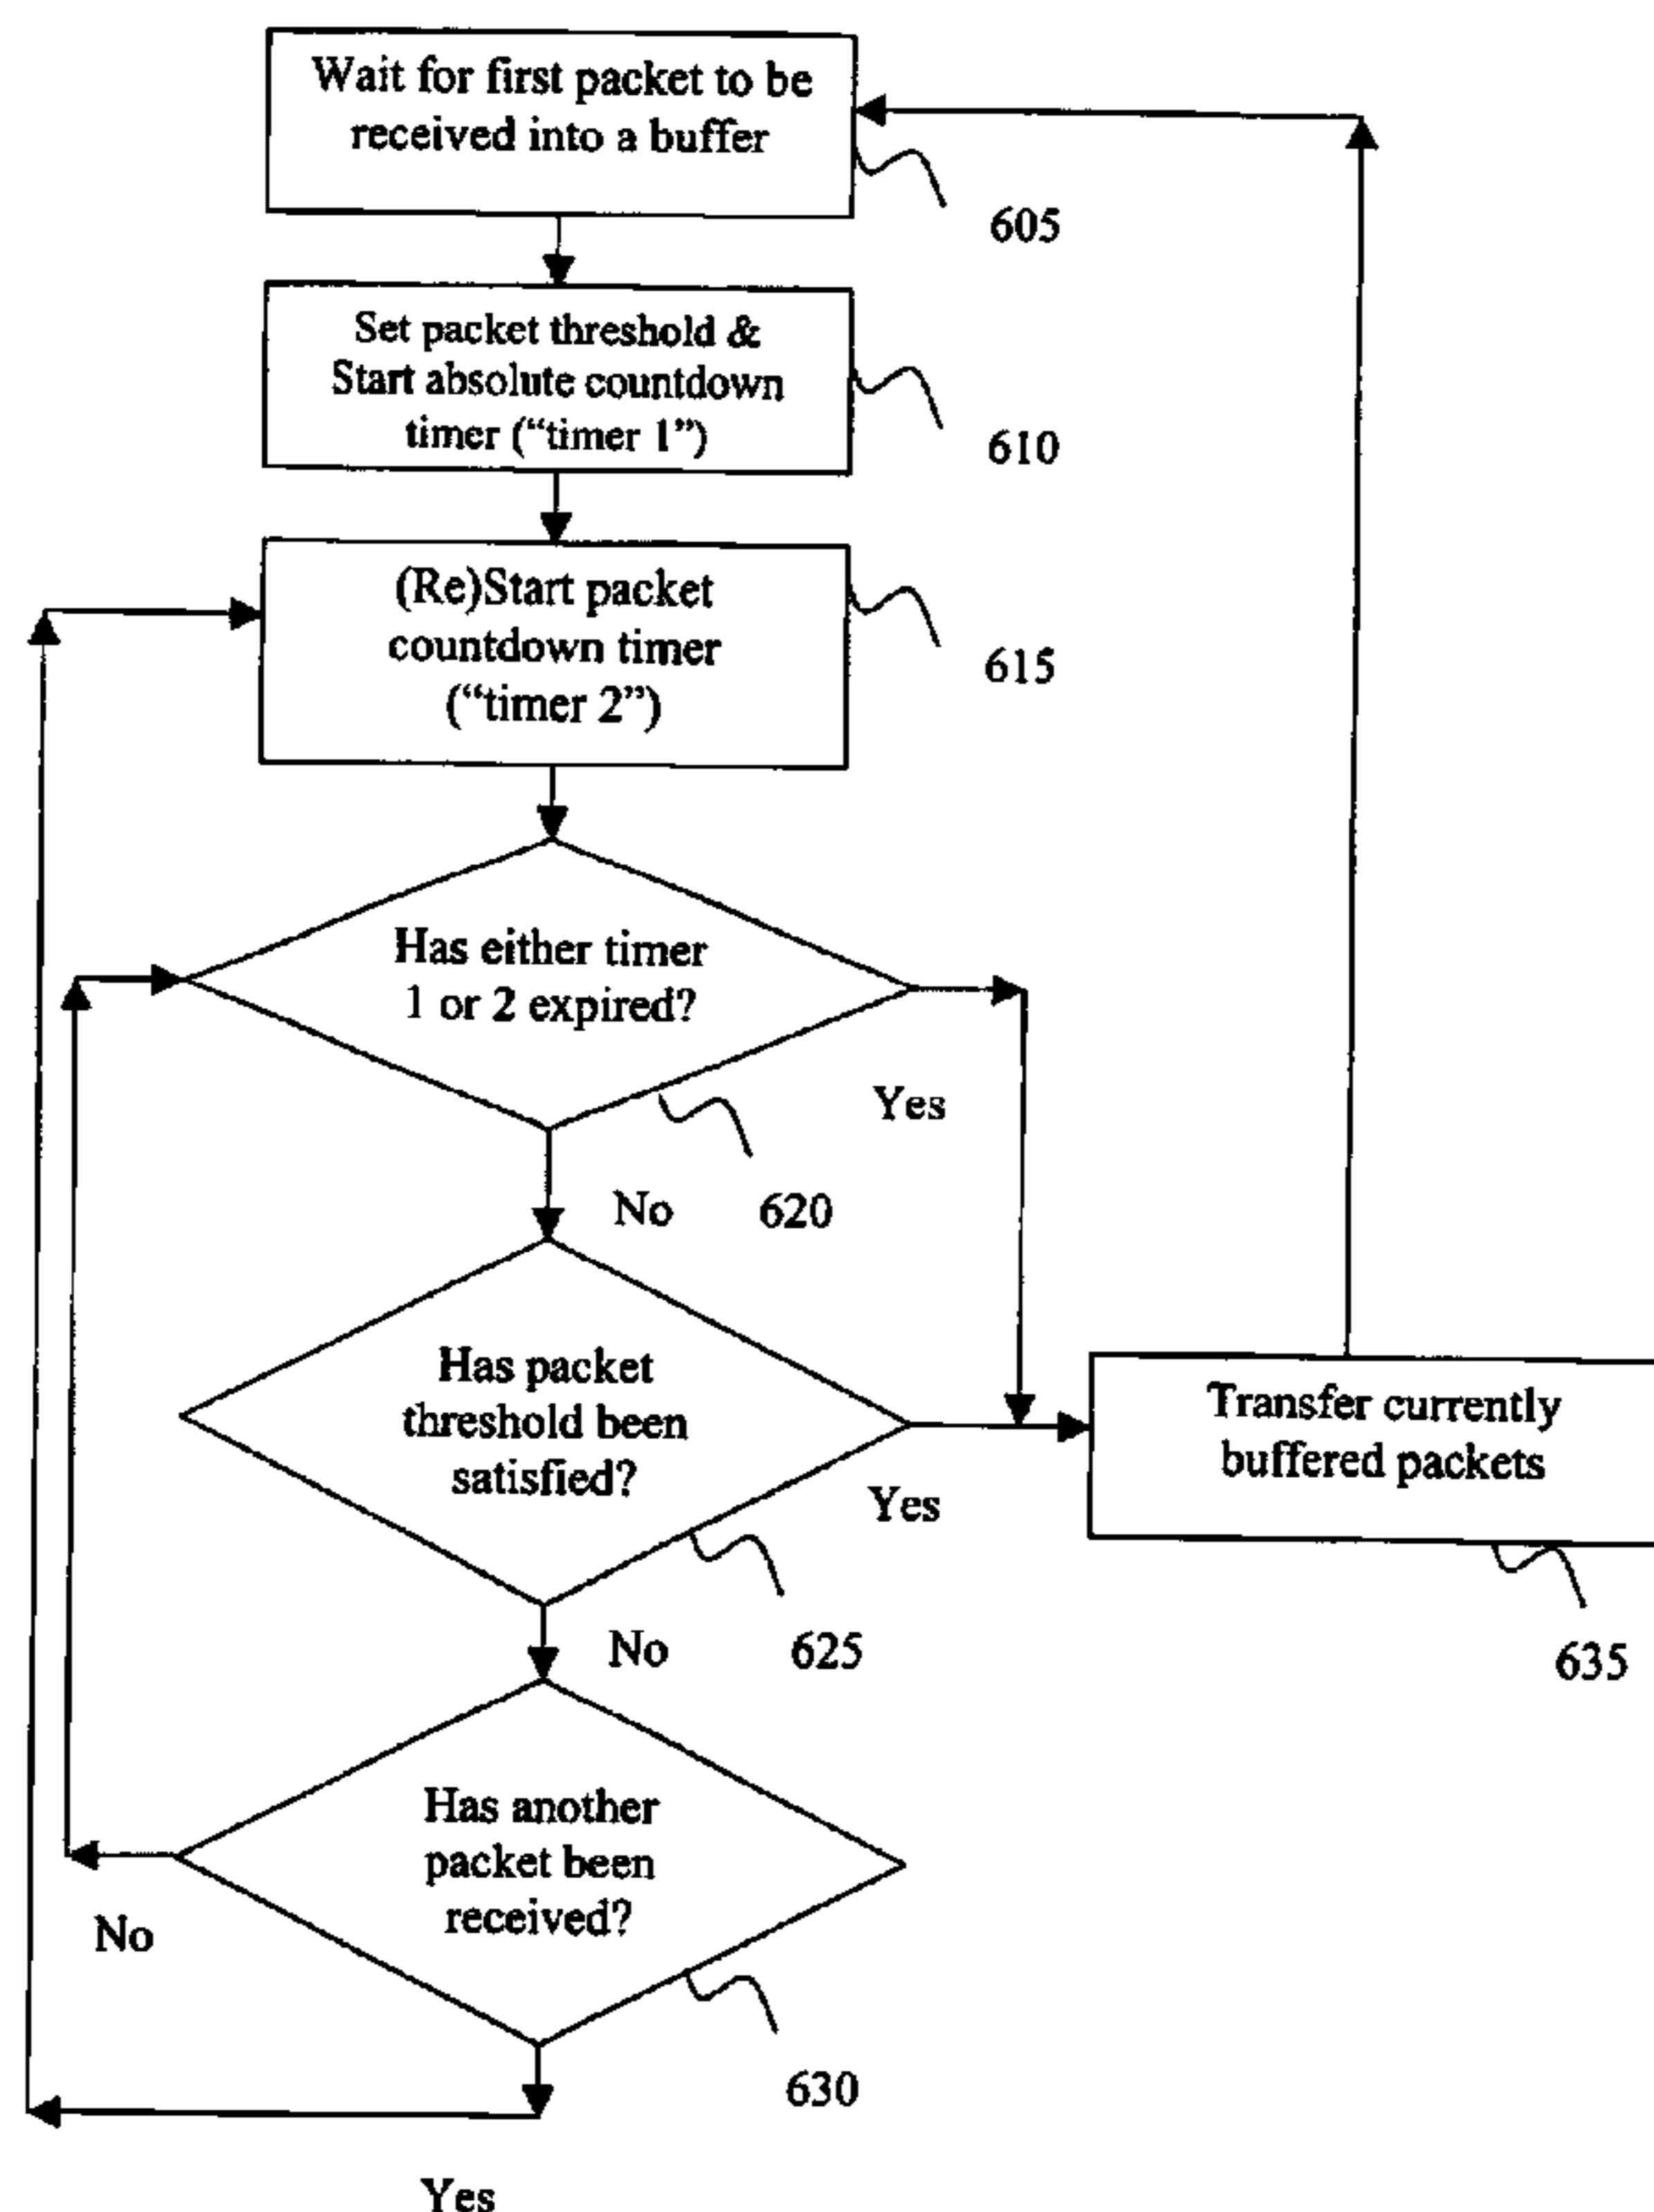 Wait for first packet to be
received into a buffer
605
Set packet threshold &
Start absolute countdown
timer (“timer 1”)
610
(Re)Start packet
countdown timer
(“timer 2”)
615
Has either timer
1 or 2 expired?
Yes
No
620
Has packet
threshold been
satisfied?
Yes
Transfer currently
buffered packets
No
625
635
Has another
packet been
received?
No
630
Yes